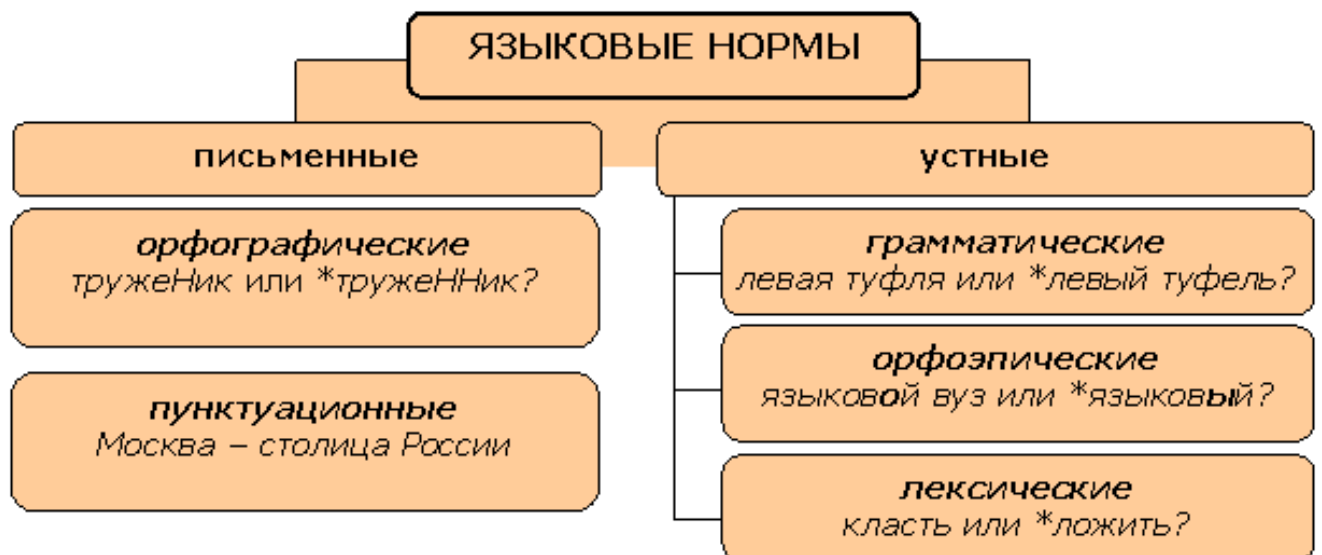 ЯЗЫКОВЫЕ НОРМЫ
письменные
орфографические
тружеНик или *тружеННик?
пунктуационные
Москва – столица России
устные
грамматические
левая туфля или *левый туфель?
орфоэпические
языковой вуз или *языковый?
лексические
класть или *ложить?